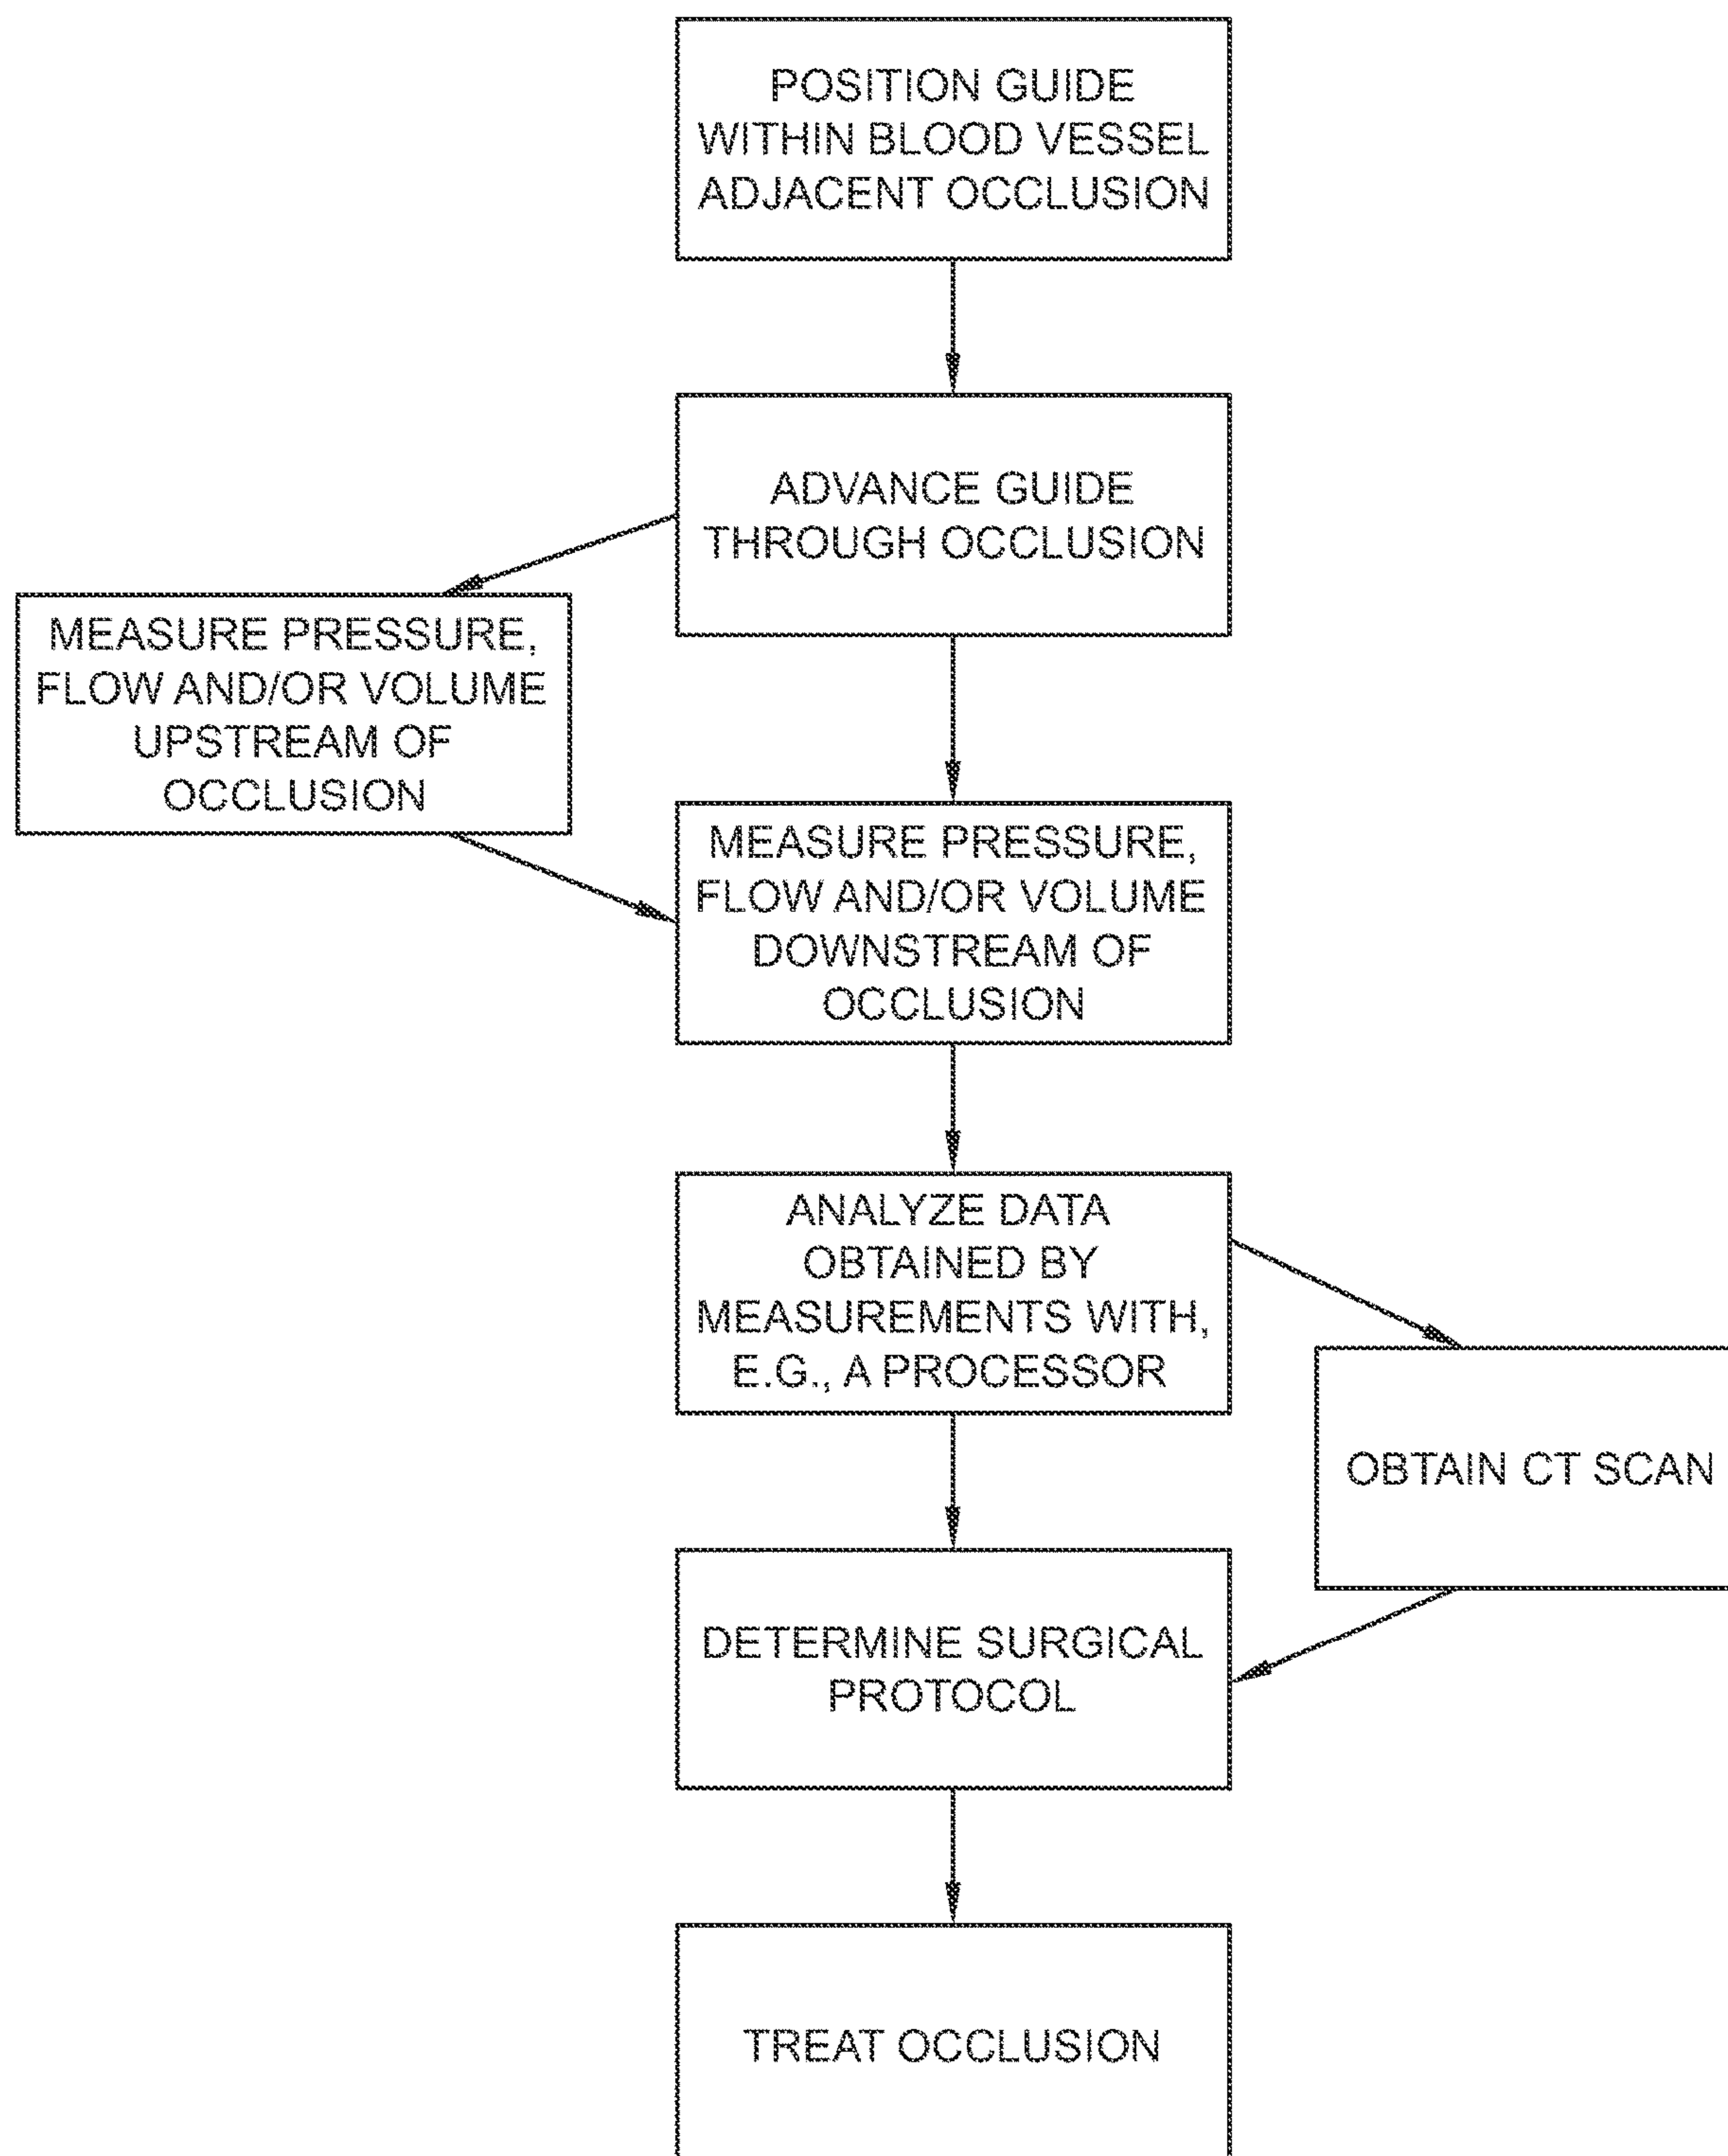 POSITION GUIDE
WITHIN BLOOD VESSEL
ADJACENT OCCLUSION
ADVANCE GUIDE
THROUGH OCCLUSION
MEASURE PRESSURE,
FLOW AND/OR VOLUME
UPSTREAM OF
OCCLUSION
MEASURE PRESSURE,
FLOW AND/OR VOLUME
DOWNSTREAM OF
OCCLUSION
ANALYZE DATA
OBTAINED BY
MEASUREMENTS WITH,
E.G., A PROCESSOR
OBTAIN CT SCAN
DETERMINE SURGICAL
PROTOCOL
TREAT OCCLUSION